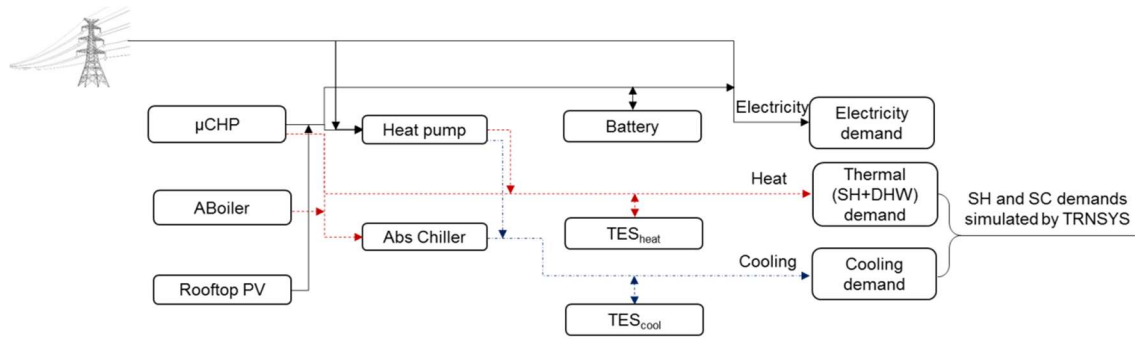 Electricity
µCHP
Heat pump
Battery
Electricity
demand
ABoiler
Heat
Thermal
(SH+DHW)
demand
SH and SC demands
simulated by TRNSYS
Abs Chiller
TESheat
Rooftop PV
Cooling
Cooling
demand
TEScool